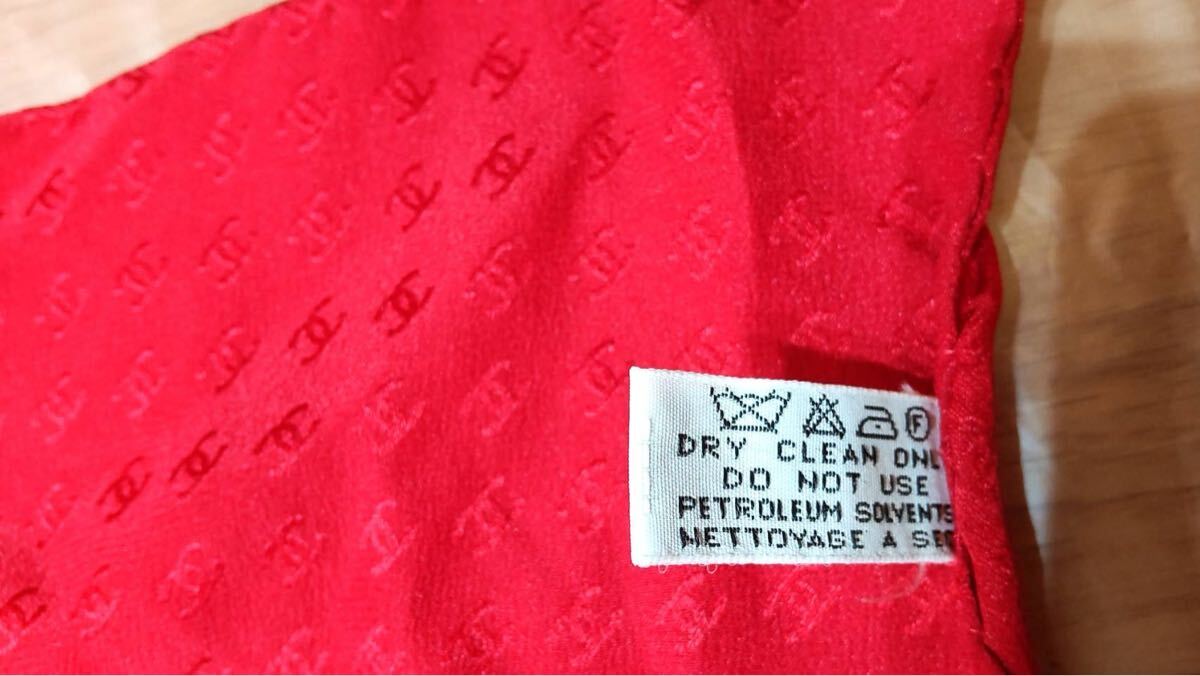 F
DRY CLEAN ONL
DO NOT USE
PETROLEUM SOLVENTS
NETTOYAGE A SEC